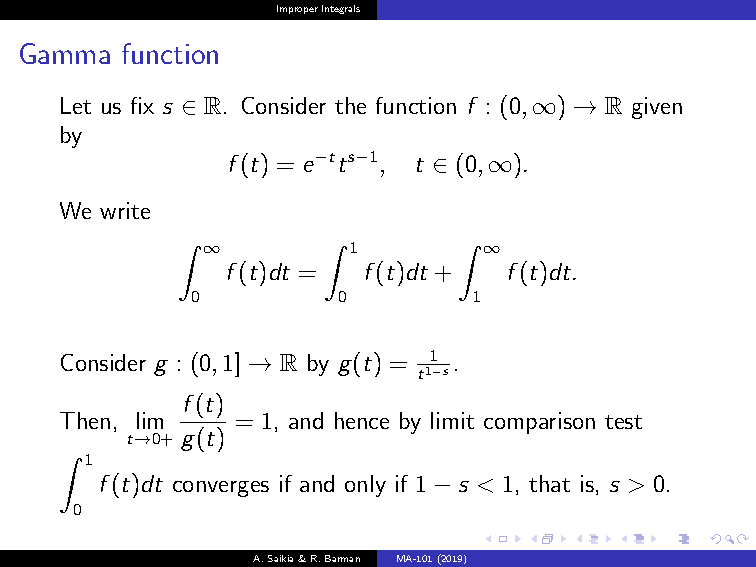 Improper Integrals
Gamma function
Let us fix s ∈ ℝ. Consider the function f : (0, ∞) → ℝ given
by
f(t) = e^{−t} t^{s−1},   t ∈ (0, ∞).
We write
∫_0^∞ f(t)dt = ∫_0^1 f(t)dt + ∫_1^∞ f(t)dt.
Consider g : (0, 1] → ℝ by g(t) = \frac{1}{t^{1−s}}.
Then, \lim_{t→0+} \frac{f(t)}{g(t)} = 1, and hence by limit comparison test
∫_0^1 f(t)dt converges if and only if 1 − s < 1, that is, s > 0.
A. Saikia & R. Barman MA-101 (2019)